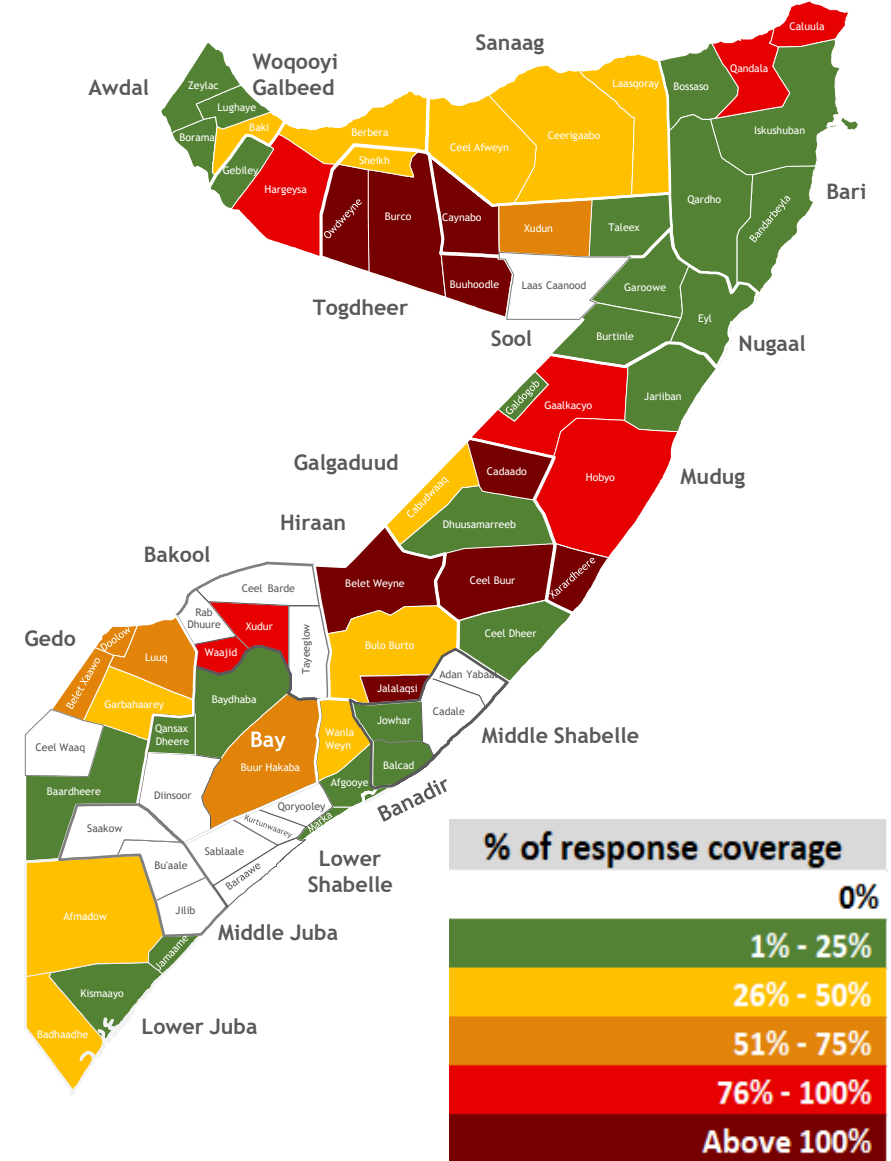 Caluula
Sanaag
Qandala
Woqooyi
Galbeed
Awdal
Zeylac
Laasqoray
Bossaso
Lughaye
Baki
Berbera
Ceerigaabo
Iskushuban
Borama
Ceel Afweyn
Sheikh
Gebiley
Hargeysa
Bari
Qardho
Bandarbeyla
Owdweyne
Burco
Caynabo
Xudun
Taleex
Buuhoodle
Laas Caanood
Garoowe
Togdheer
Eyl
Sool
Burtinle
Nugaal
Galdogob
Gaalkacyo
Jariiban
Galgaduud
Cadaado
Hobyo
Mudug
Cabudwaaq
Hiraan
Dhuusamarreeb
Bakool
Ceel Barde
Belet Weyne
Ceel Buur
Xarardheere
Rab
Dhuure
Xudur
Tayeeglow
Gedo
Doolow
Luuq
Waajid
Bulo Burto
Ceel Dheer
Belet Xaawo
Garbahaarey
Baydhaba
Jalalaqsi
Adan Yabaal
Cadale
Jowhar
Qansax
Dheere
Bay
Wanla
Weyn
Middle Shabelle
Ceel Waaq
Buur Hakaba
Balcad
Baardheere
Diinsoor
Afgooye
Banadir
Qoryooley
Marka
Kurtunwaarey
Saakow
Sablaale
Lower
Shabelle
Bu'aale
Baraawe
Jilib
Afmadow
Middle Juba
Jamaame
Kismaayo
Lower Juba
Badhaadhe
% of response coverage
0%
1% - 25%
26% - 50%
51% - 75%
76% - 100%
Above 100%